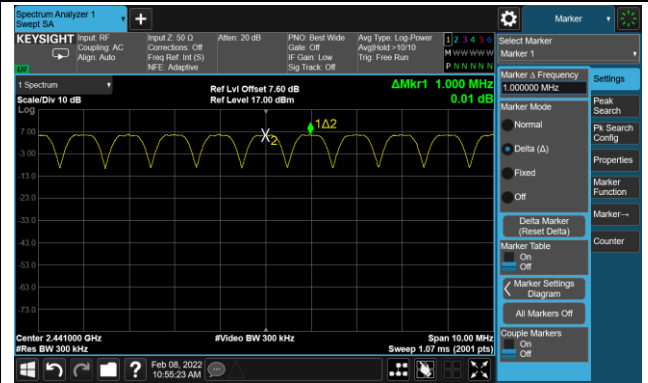 Spectrum Analyzer 1
Swept SA
+
Marker
KEYSIGHT
Input: RF
Coupling: AC
Align: Auto
Input Z: 50 Ω
Corrections: Off
Freq Ref: Int (S)
NFE: Adaptive
Atten: 20 dB
PNO: Best Wide
Gate: Off
IF Gain: Low
Sig Track: Off
Avg Type: Log-Power
Avg|Hold:>10/10
Trig: Free Run
1 2 3 4 5 6
M W W W W W
P N N N N N
Select Marker
Marker 1
1 Spectrum
Scale/Div 10 dB
Log
Ref Lvl Offset 7.60 dB
Ref Level 17.00 dBm
ΔMkr1 1.000 MHz
0.01 dB
7.00
-3.00
-13.0
-23.0
-33.0
-43.0
-53.0
-63.0
-73.0
X2
1Δ2
Center 2.441000 GHz
#Res BW 300 kHz
#Video BW 300 kHz
Span 10.00 MHz
Sweep 1.07 ms (2001 pts)
Marker Δ Frequency
1.000000 MHz
Marker Mode
Normal
Delta (Δ)
Fixed
Off
Delta Marker
(Reset Delta)
Marker Table
On
Off
Marker Settings
Diagram
All Markers Off
Couple Markers
On
Off
Settings
Peak
Search
Pk Search
Config
Properties
Marker
Function
Marker→
Counter
?
Feb 08, 2022
10:55:23 AM